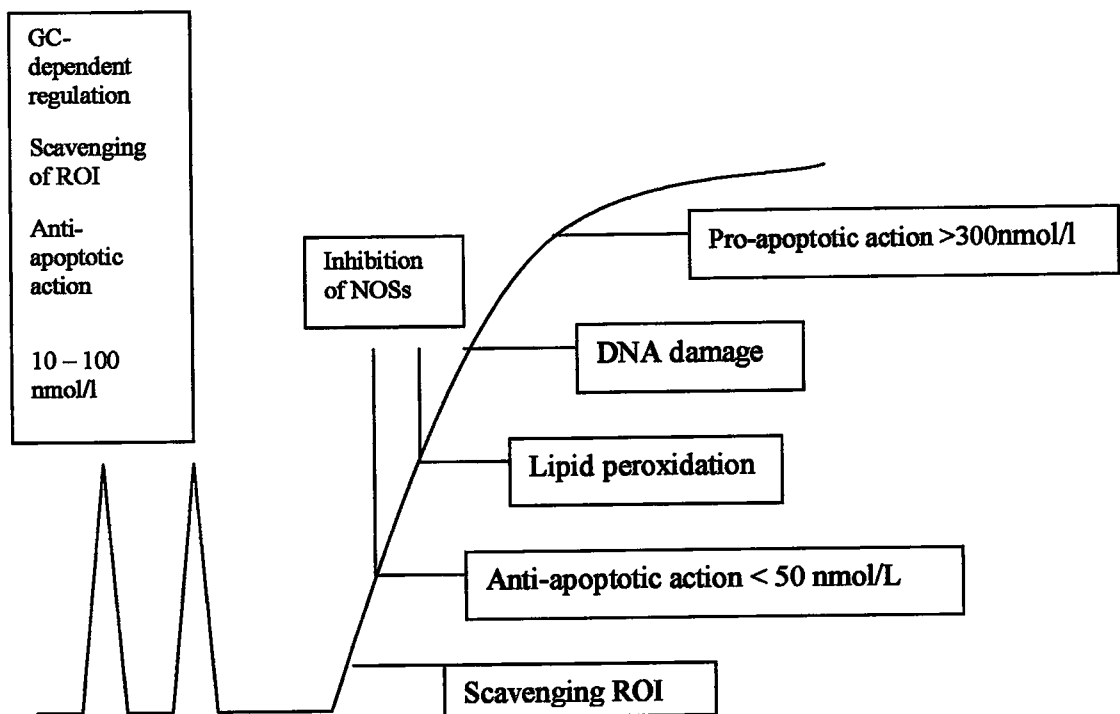 GC-
dependent
regulation
Scavenging
of ROI
Anti-
apoptotic
action
10 – 100
nmol/l
Inhibition
of NOSs
Pro-apoptotic action >300nmol/l
DNA damage
Lipid peroxidation
Anti-apoptotic action < 50 nmol/L
Scavenging ROI